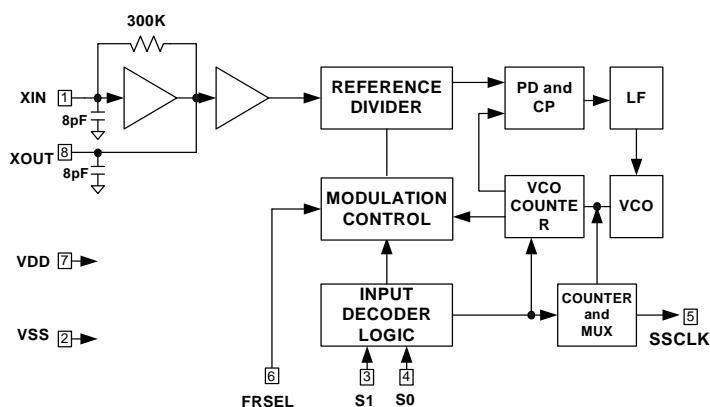 300K
XIN 1
8pF
8
XOUT
8pF
REFERENCE
DIVIDER
PD and
CP
LF
MODULATION
CONTROL
VCO
COUNTE
R
VCO
VDD 7
VSS 2
INPUT
DECODER
LOGIC
COUNTER
and
MUX
5
SSCLK
6
FRSEL
3
S1
4
S0